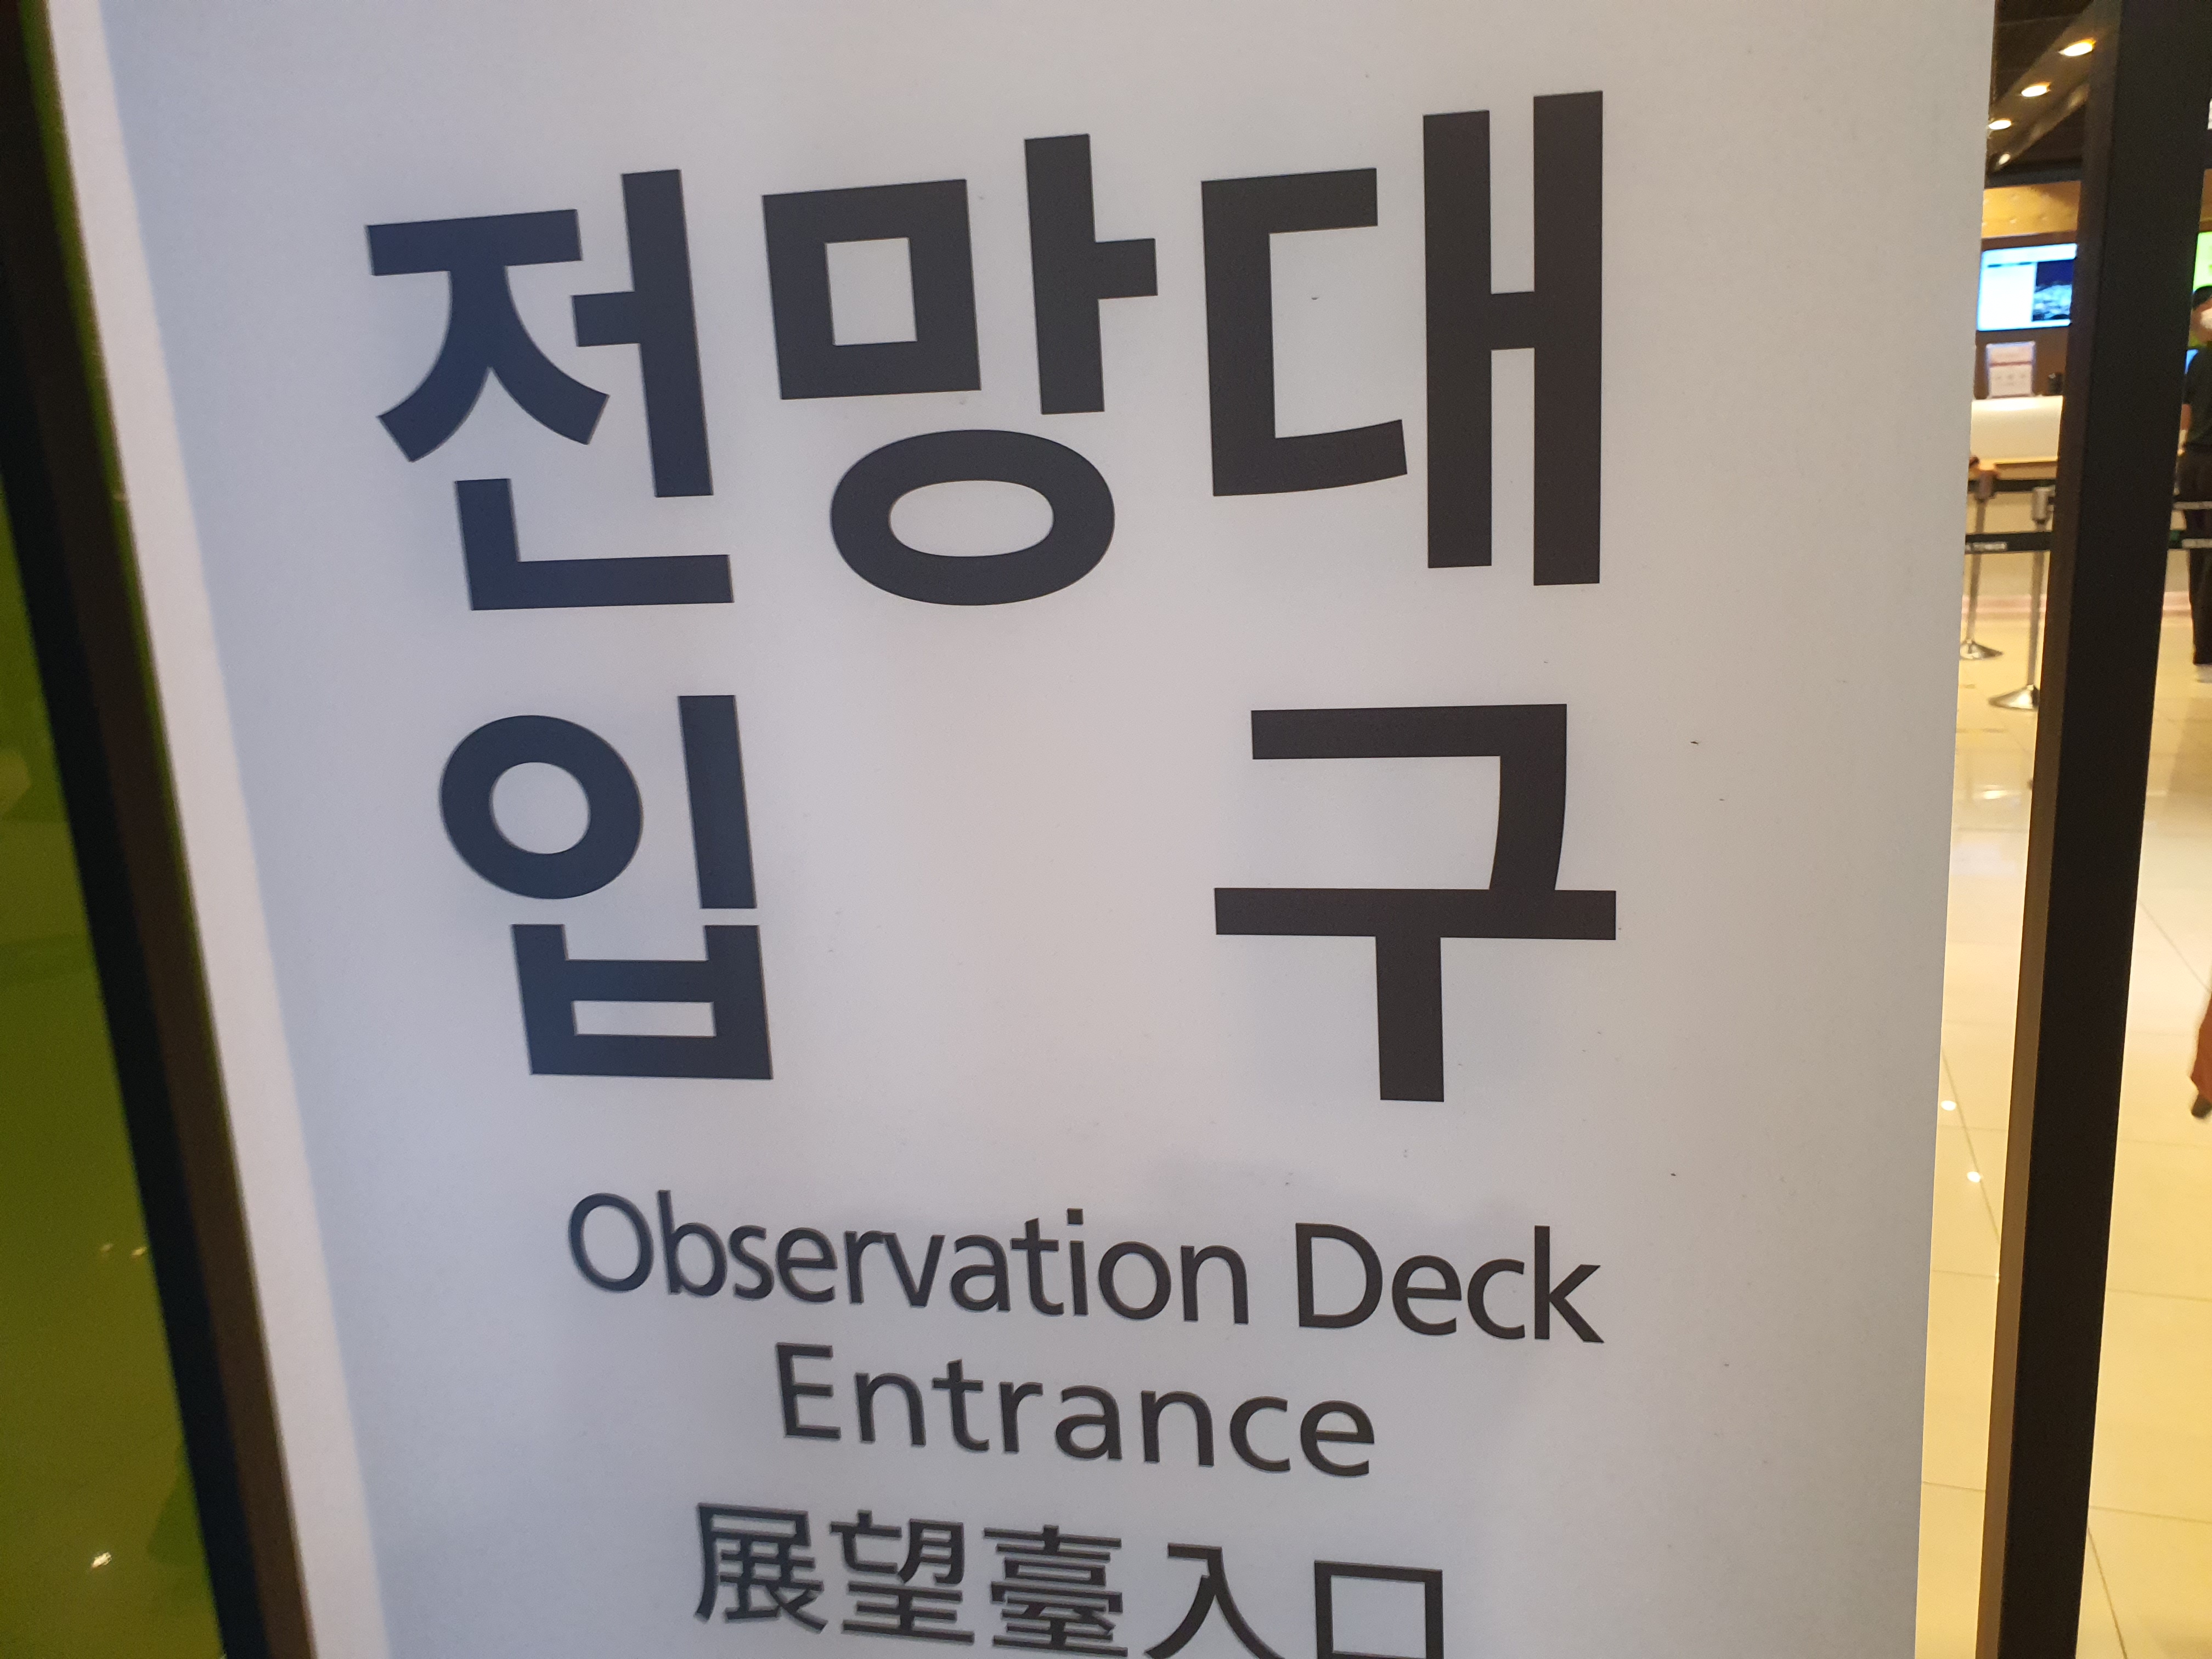 전망대
입 구
Observation Deck
Entrance
展望臺入口